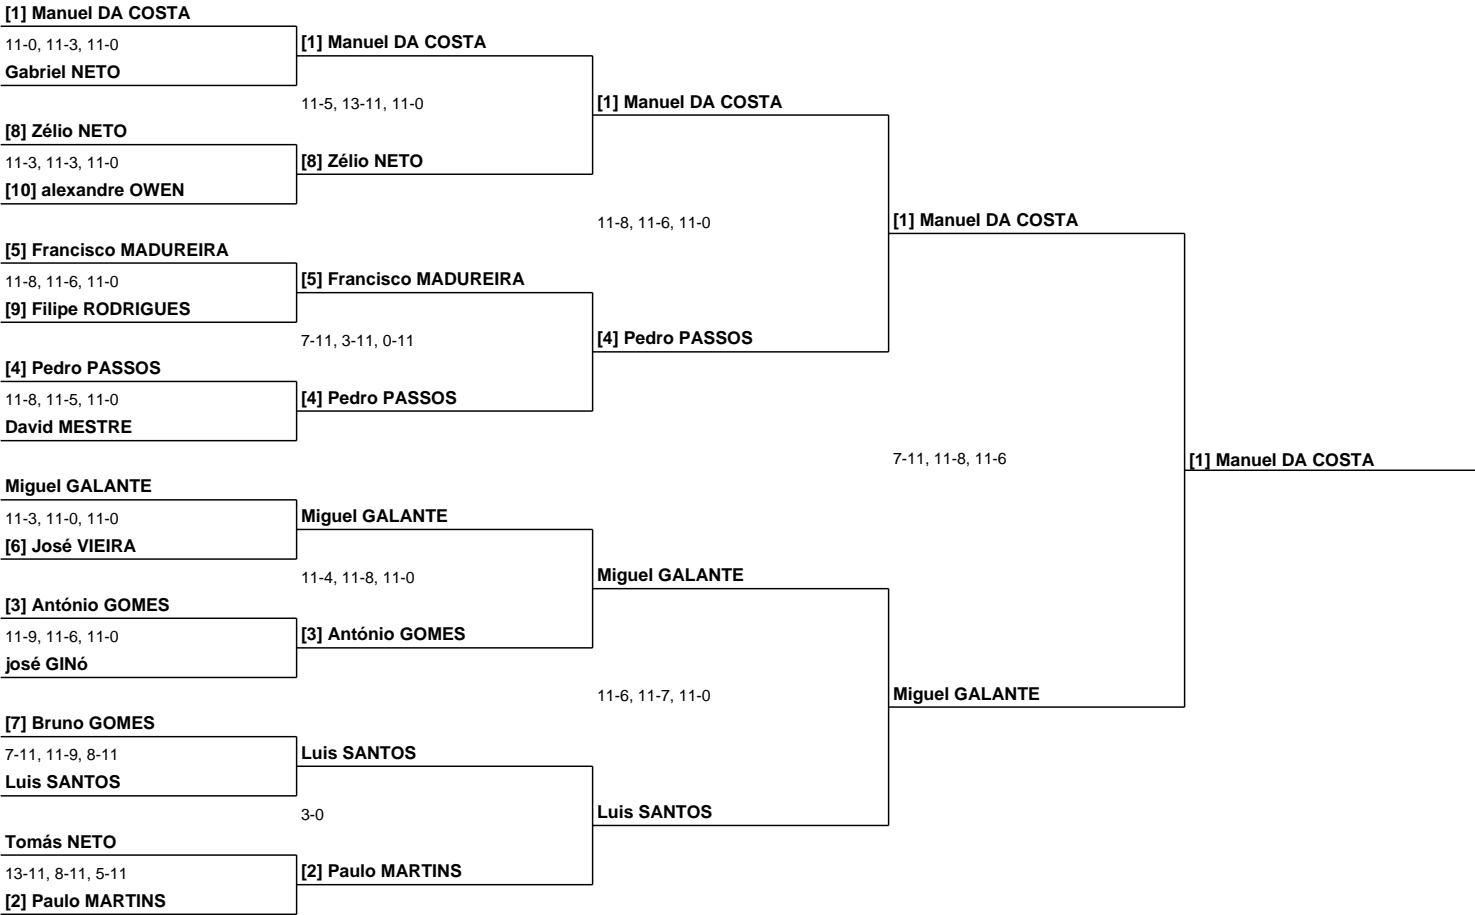 [1] Manuel DA COSTA
11-0, 11-3, 11-0
[1] Manuel DA COSTA
Gabriel NETO
11-5, 13-11, 11-0
[1] Manuel DA COSTA
[8] Zélio NETO
11-3, 11-3, 11-0
[8] Zélio NETO
[10] alexandre OWEN
11-8, 11-6, 11-0
[1] Manuel DA COSTA
[5] Francisco MADUREIRA
11-8, 11-6, 11-0
[5] Francisco MADUREIRA
[9] Filipe RODRIGUES
7-11, 3-11, 0-11
[4] Pedro PASSOS
[4] Pedro PASSOS
11-8, 11-5, 11-0
[4] Pedro PASSOS
David MESTRE
7-11, 11-8, 11-6
[1] Manuel DA COSTA
Miguel GALANTE
11-3, 11-0, 11-0
Miguel GALANTE
[6] José VIEIRA
11-4, 11-8, 11-0
Miguel GALANTE
[3] António GOMES
11-9, 11-6, 11-0
[3] António GOMES
josé GINó
11-6, 11-7, 11-0
Miguel GALANTE
[7] Bruno GOMES
7-11, 11-9, 8-11
Luis SANTOS
Luis SANTOS
3-0
Luis SANTOS
Tomás NETO
13-11, 8-11, 5-11
[2] Paulo MARTINS
[2] Paulo MARTINS